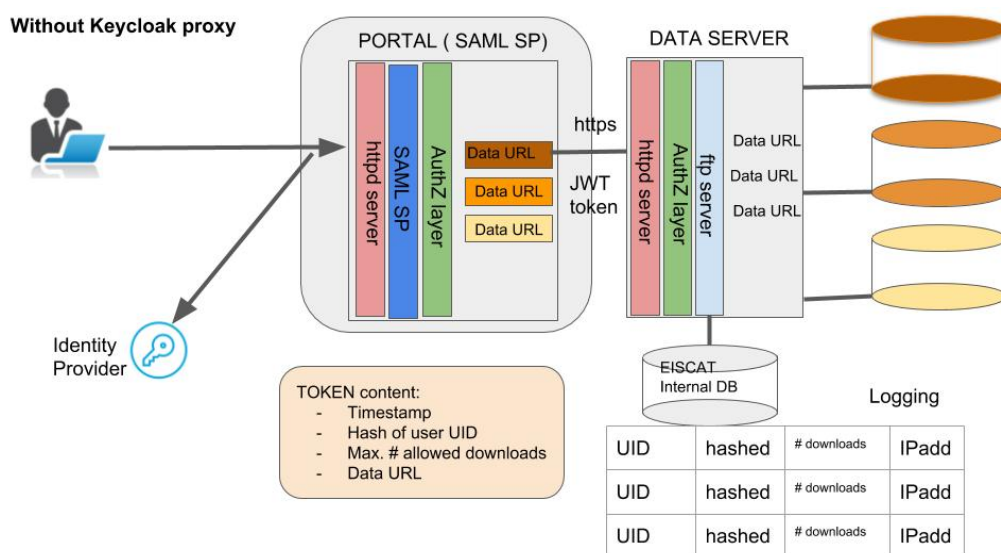 Without Keycloak proxy
PORTAL ( SAML SP)
httpd server
SAML SP
AuthZ layer
Data URL
Data URL
Data URL
https
JWT
token
DATA SERVER
httpd server
AuthZ layer
ftp server
Data URL
Data URL
Data URL
Identity
Provider
TOKEN content:
- Timestamp
- Hash of user UID
- Max. # allowed downloads
- Data URL
EISCAT
Internal DB
Logging
UID hashed # downloads IPadd
UID hashed # downloads IPadd
UID hashed # downloads IPadd